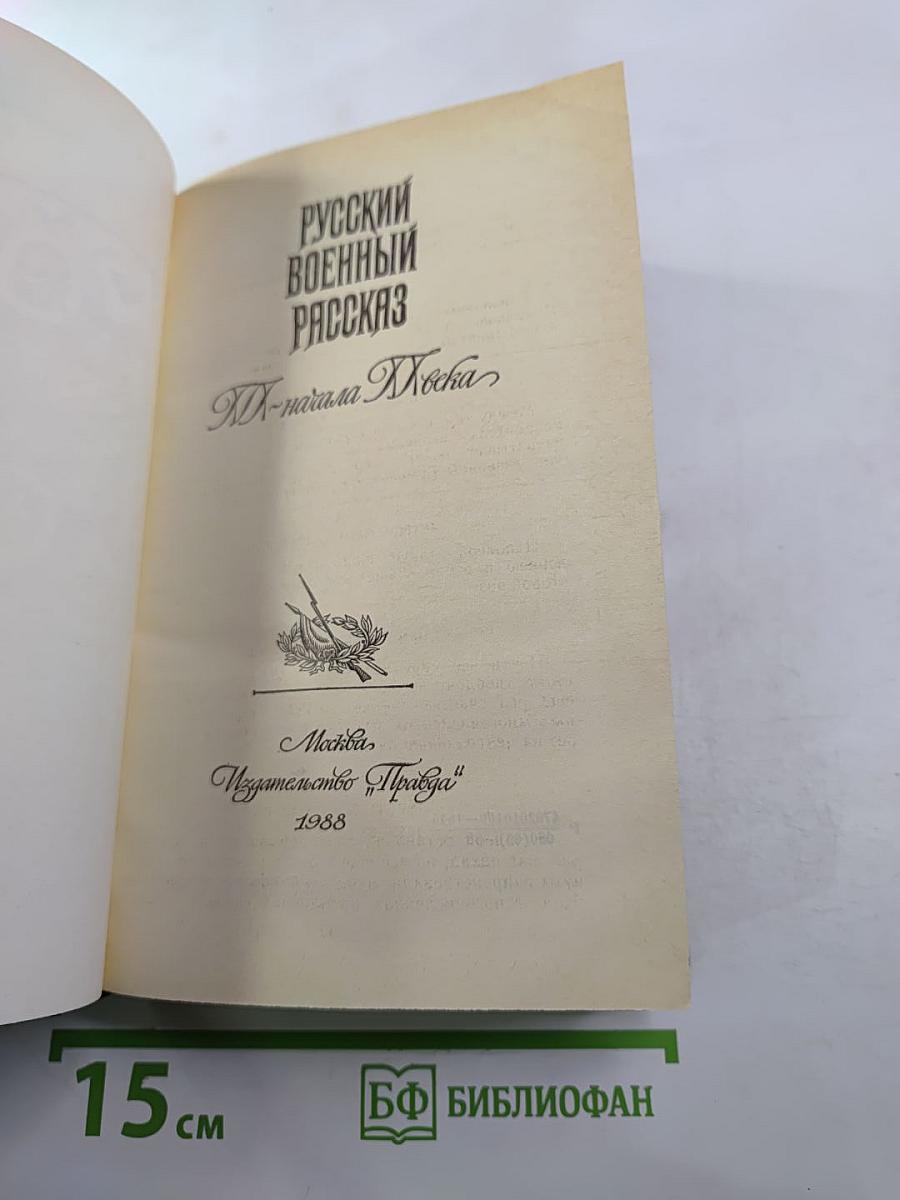 РУССКИЙ
ВОЕННЫЙ
РАССКАЗ
XIX–начала XX века
Москва
Издательство „Правда“
1988
15 см
БФ БИБЛИОФАН